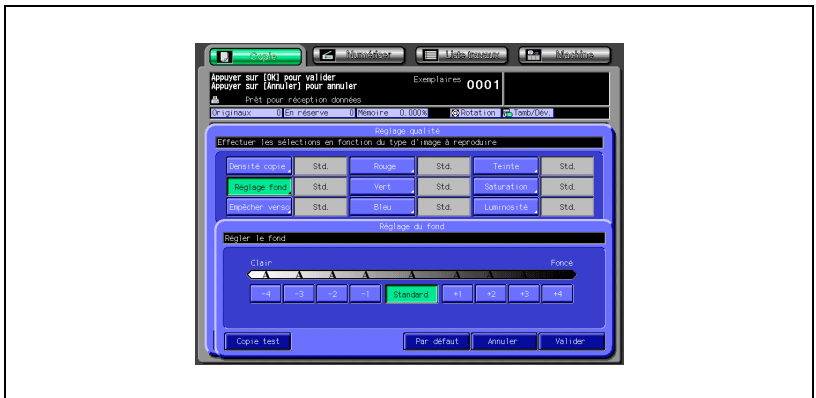 Copie Numériser Liste travaux Machine
Appuyer sur [OK] pour valider
Appuyer sur [Annuler] pour annuler
Exemplaires 0001
Prêt pour réception données
Originaux 0 En réserve 0 Mémoire 0.000% Rotation Tamb/Dév.
Réglage qualité
Effectuer les sélections en fonction du type d'image à reproduire
Densité copie Std. Rouge Std. Teinte Std.
Réglage fond Std. Vert Std. Saturation Std.
Empêcher verso Std. Bleu Std. Luminosité Std.
Réglage du fond
Régler le fond
Clair Foncé
A A A A A A A A
-4 -3 -2 -1 Standard +1 +2 +3 +4
Copie test Par défaut Annuler Valider